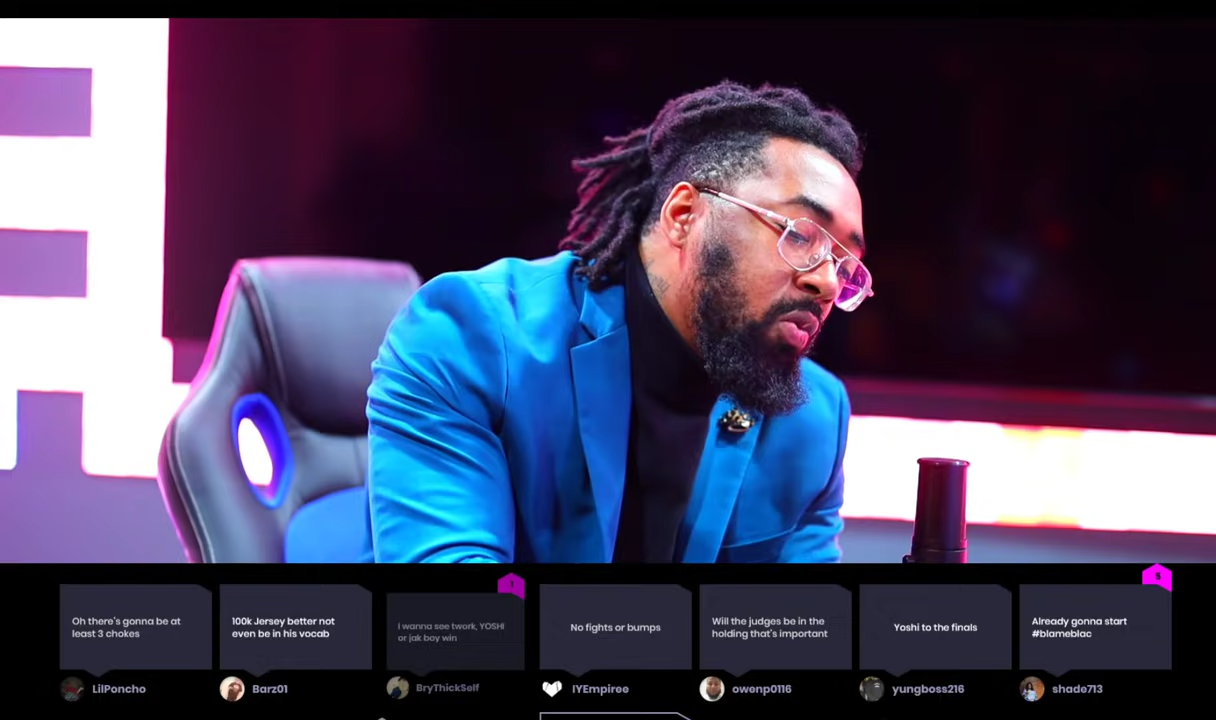 5
1
Oh there's gonna be at
least 3 chokes
100k Jersey better not
even be in his vocab
I wanna see twork, YOSHI
or jak boy win
No fights or bumps
Will the judges be in the
holding that's important
Yoshi to the finals
Already gonna start
#blameblac
LilPoncho
Barz01
BryThickSelf
IYEmpiree
owenp0116
yungboss216
shade713